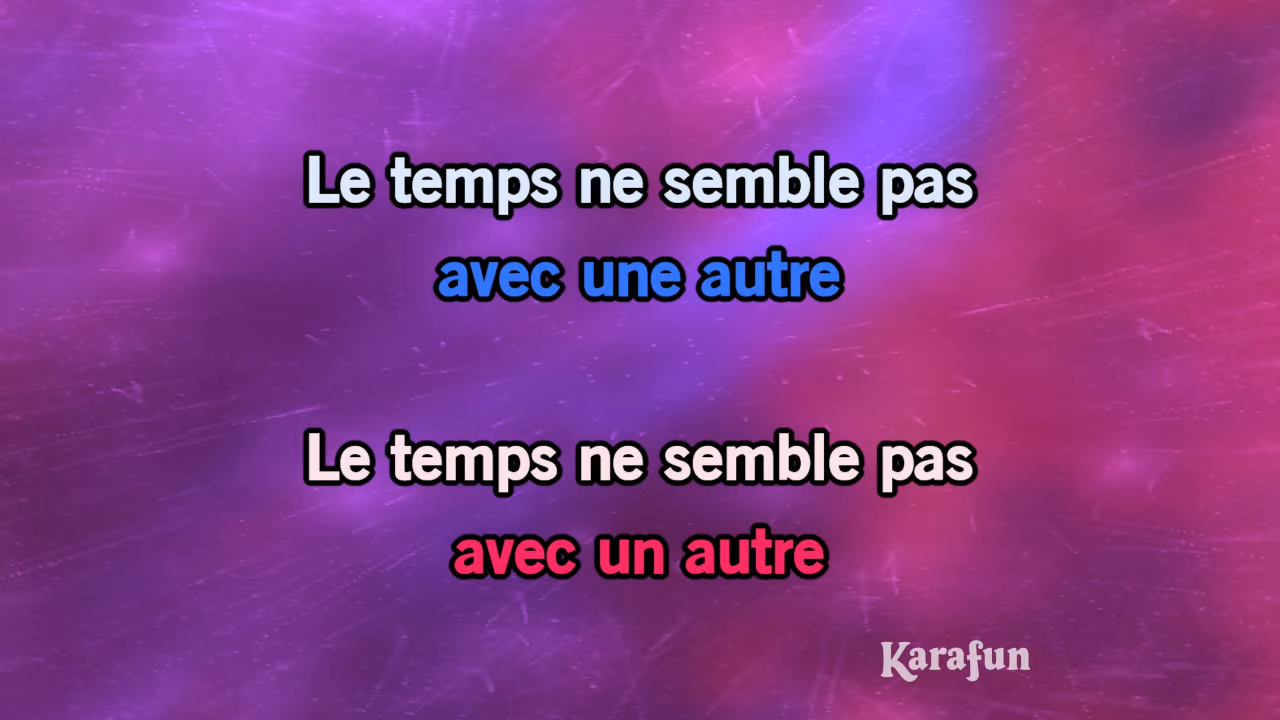 Le temps ne semble pas
avec une autre
Le temps ne semble pas
avec un autre
Karafun